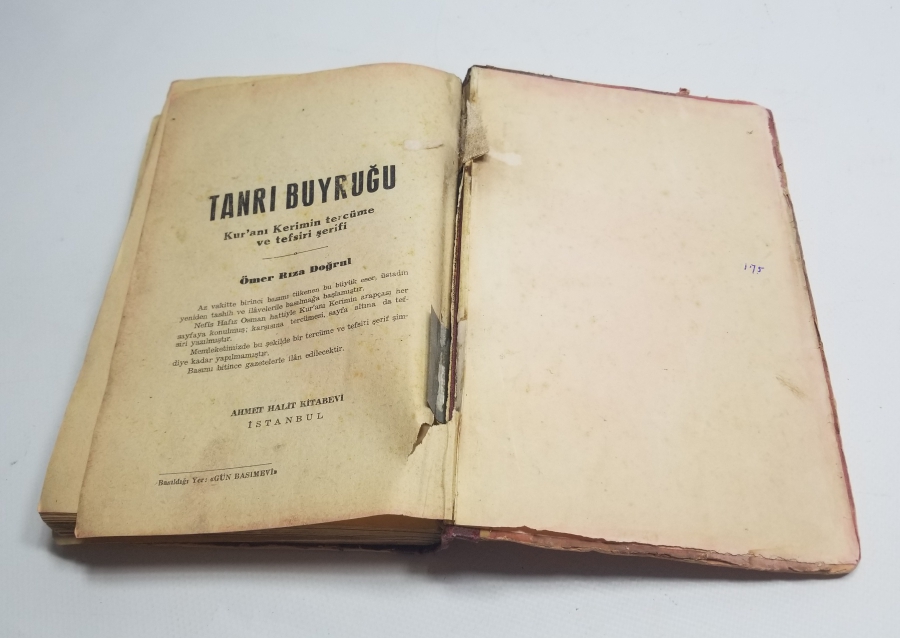 TANRI BUYRUĞU
Kur'anı Kerimin tercüme
ve tefsiri şerifi
Ömer Rıza Doğrul
Az vakitte birinci basımı tükenen bu büyük eser, üstadın
yeniden tashih ve ilâvelerile basılmağa başlamıştır.
Nefis Hafız Osman hattiyle Kur'anı Kerimin arapçası her
sayfaya konulmuş; karşısına tercümesi, sayfa altına da tef-
siri yazılmıştır.
Memleketimizde bu şekilde bir tercüme ve tefsiri şerif şim-
diye kadar yapılmamıştır.
Basımı bitince gazetelerle ilân edilecektir.
AHMET HALİT KİTABEVİ
İSTANBUL
Basıldığı Yer: «GÜN BASIMEVİ»
175